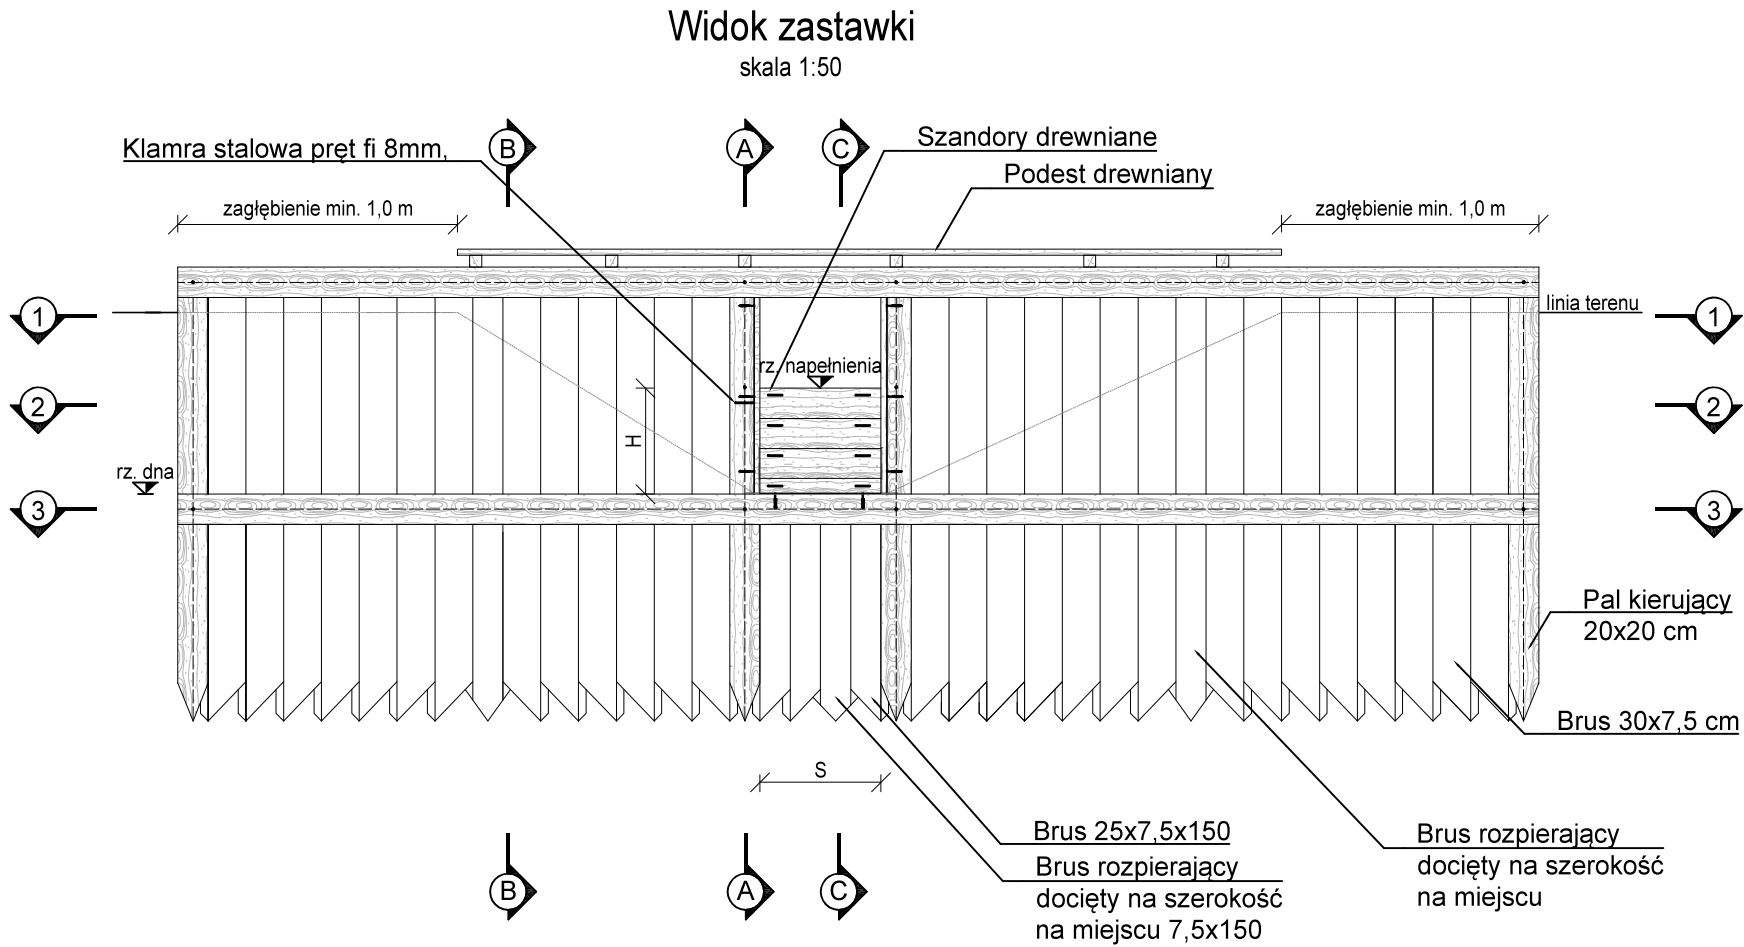 Widok zastawki
skala 1:50
Klamra stalowa pręt fi 8mm,
B
A
C
Szandory drewniane
Podest drewniany
zagłębienie min. 1,0 m
zagłębienie min. 1,0 m
1
linia terenu
1
rz. napełnienia
2
H
2
rz. dna
3
3
Pal kierujący
20x20 cm
Brus 30x7,5 cm
S
Brus 25x7,5x150
Brus rozpierający
docięty na szerokość
na miejscu 7,5x150
Brus rozpierający
docięty na szerokość
na miejscu
B
A
C